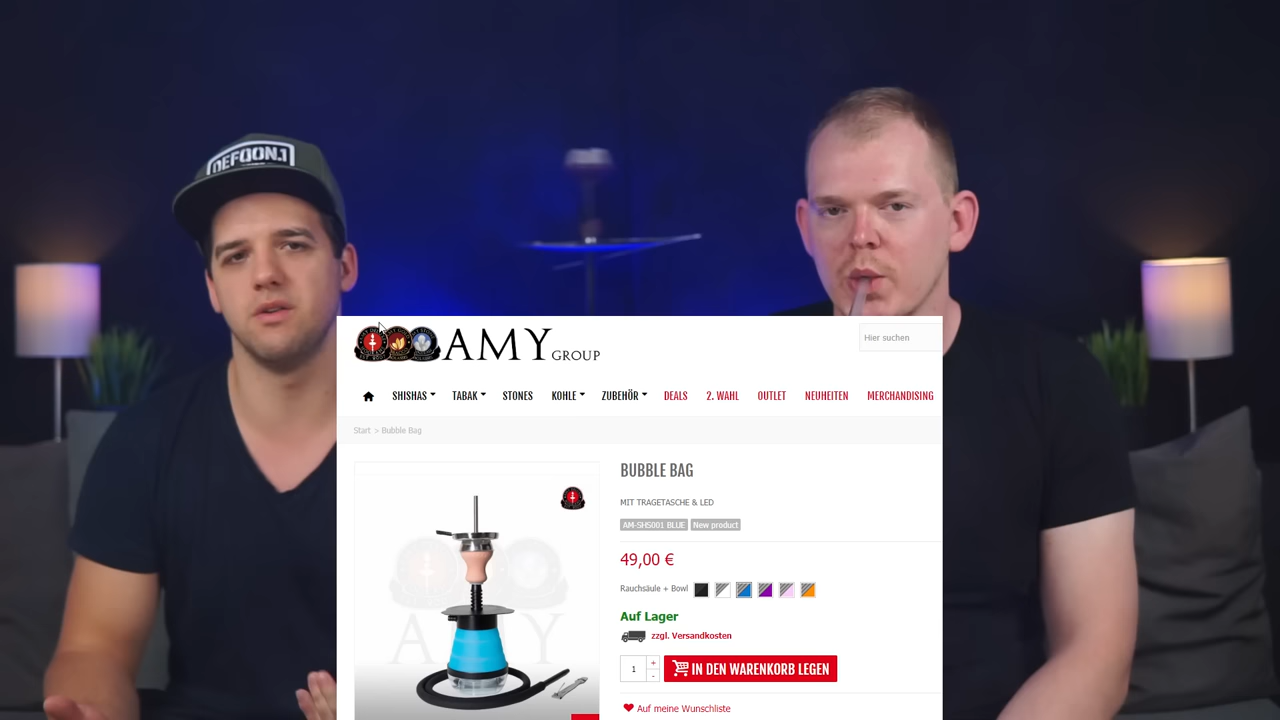 DEFQON.1
AMY GROUP
Hier suchen
SHISHAS TABAK STONES KOHLE ZUBEHÖR DEALS 2. WAHL OUTLET NEUHEITEN MERCHANDISING
Start > Bubble Bag
BUBBLE BAG
MIT TRAGETASCHE & LED
AM-SHS001 BLUE New product
49,00 €
Rauchsäule + Bowl
Auf Lager
zzgl. Versandkosten
1 + -
IN DEN WARENKORB LEGEN
Auf meine Wunschliste
AMY